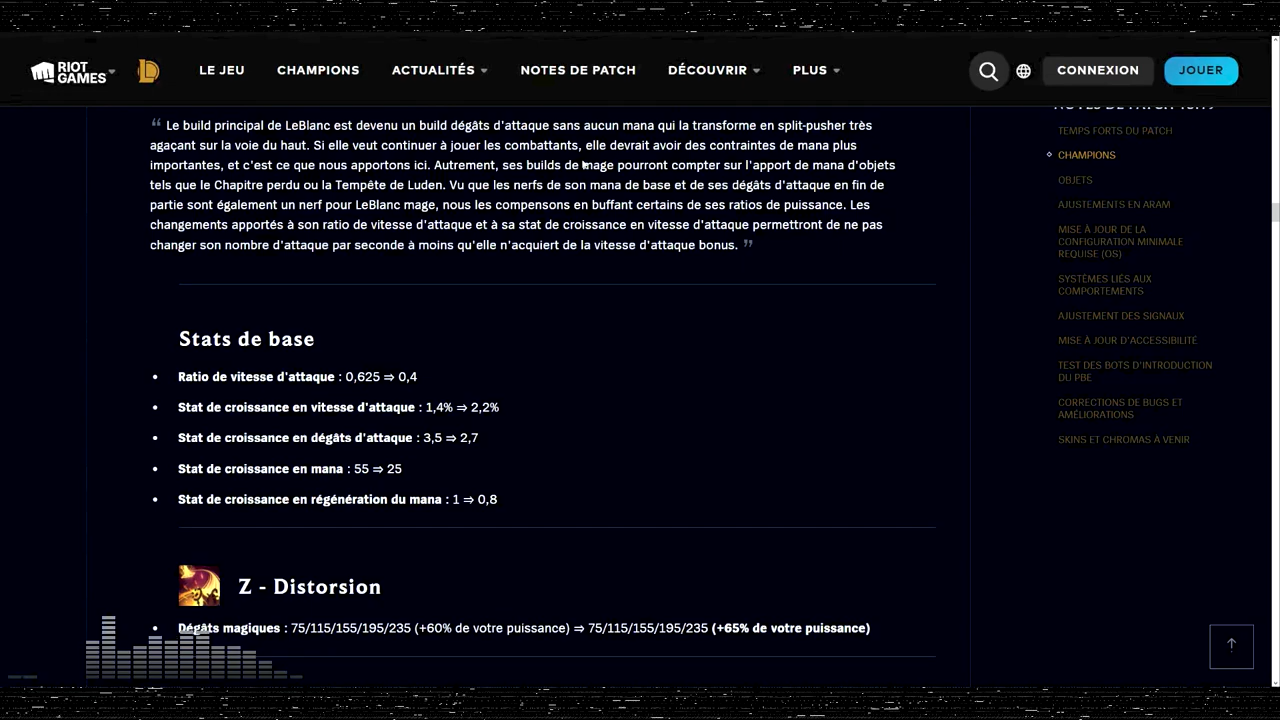 RIOT GAMES
LE JEU
CHAMPIONS
ACTUALITÉS
NOTES DE PATCH
DÉCOUVRIR
PLUS
CONNEXION
JOUER
“ Le build principal de LeBlanc est devenu un build dégâts d'attaque sans aucun mana qui la transforme en split-pusher très
agaçant sur la voie du haut. Si elle veut continuer à jouer les combattants, elle devrait avoir des contraintes de mana plus
importantes, et c'est ce que nous apportons ici. Autrement, ses builds de mage pourront compter sur l'apport de mana d'objets
tels que le Chapitre perdu ou la Tempête de Luden. Vu que les nerfs de son mana de base et de ses dégâts d'attaque en fin de
partie sont également un nerf pour LeBlanc mage, nous les compensons en buffant certains de ses ratios de puissance. Les
changements apportés à son ratio de vitesse d'attaque et à sa stat de croissance en vitesse d'attaque permettront de ne pas
changer son nombre d'attaque par seconde à moins qu'elle n'acquiert de la vitesse d'attaque bonus. ”
Stats de base
• Ratio de vitesse d'attaque : 0,625 ⇒ 0,4
• Stat de croissance en vitesse d'attaque : 1,4% ⇒ 2,2%
• Stat de croissance en dégâts d'attaque : 3,5 ⇒ 2,7
• Stat de croissance en mana : 55 ⇒ 25
• Stat de croissance en régénération du mana : 1 ⇒ 0,8
Z - Distorsion
• Dégâts magiques : 75/115/155/195/235 (+60% de votre puissance) ⇒ 75/115/155/195/235 (+65% de votre puissance)
TEMPS FORTS DU PATCH
CHAMPIONS
OBJETS
AJUSTEMENTS EN ARAM
MISE À JOUR DE LA
CONFIGURATION MINIMALE
REQUISE (OS)
SYSTÈMES LIÉS AUX
COMPORTEMENTS
AJUSTEMENT DES SIGNAUX
MISE À JOUR D'ACCESSIBILITÉ
TEST DES BOTS D'INTRODUCTION
DU PBE
CORRECTIONS DE BUGS ET
AMÉLIORATIONS
SKINS ET CHROMAS À VENIR